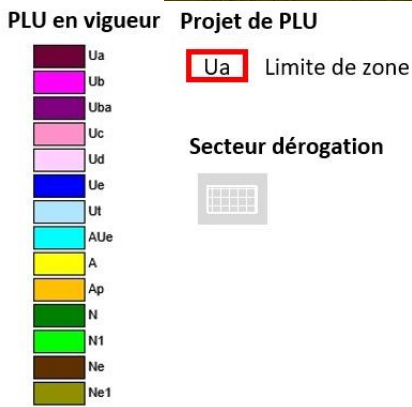 PLU en vigueur
Ua
Ub
Uba
Uc
Ud
Ue
Ut
AUe
A
Ap
N
N1
Ne
Ne1
Projet de PLU
Ua Limite de zone
Secteur dérogation